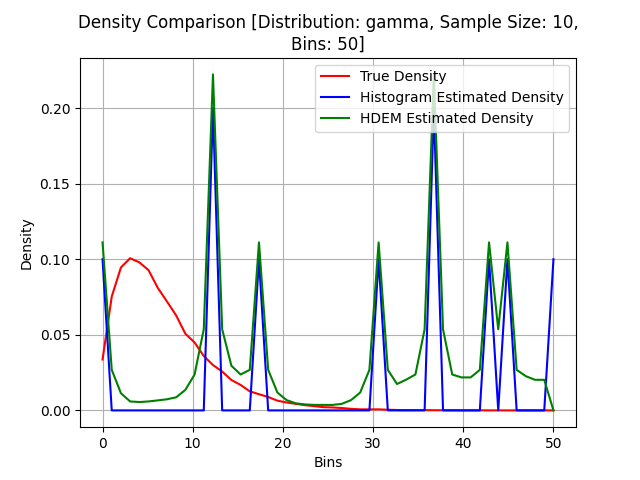 Density Comparison [Distribution: gamma, Sample Size: 10,
Bins: 50]
True Density
Histogram Estimated Density
HDEM Estimated Density
Density
0.20
0.15
0.10
0.05
0.00
0
10
20
30
40
50
Bins